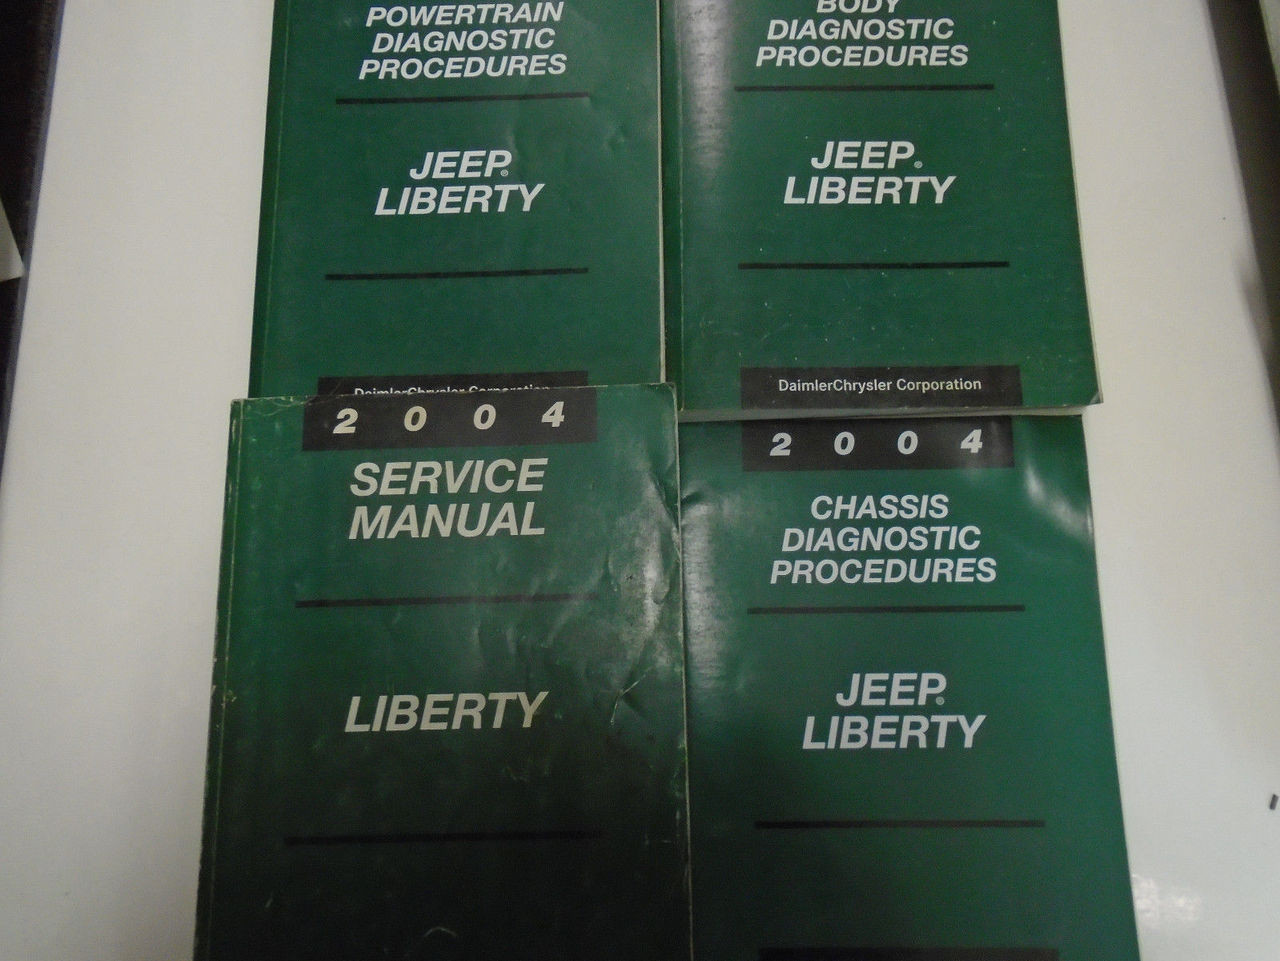 POWERTRAIN
DIAGNOSTIC
PROCEDURES
JEEP®
LIBERTY
DaimlerChrysler Corporation
BODY
DIAGNOSTIC
PROCEDURES
JEEP®
LIBERTY
DaimlerChrysler Corporation
2004
SERVICE
MANUAL
LIBERTY
2004
CHASSIS
DIAGNOSTIC
PROCEDURES
JEEP®
LIBERTY